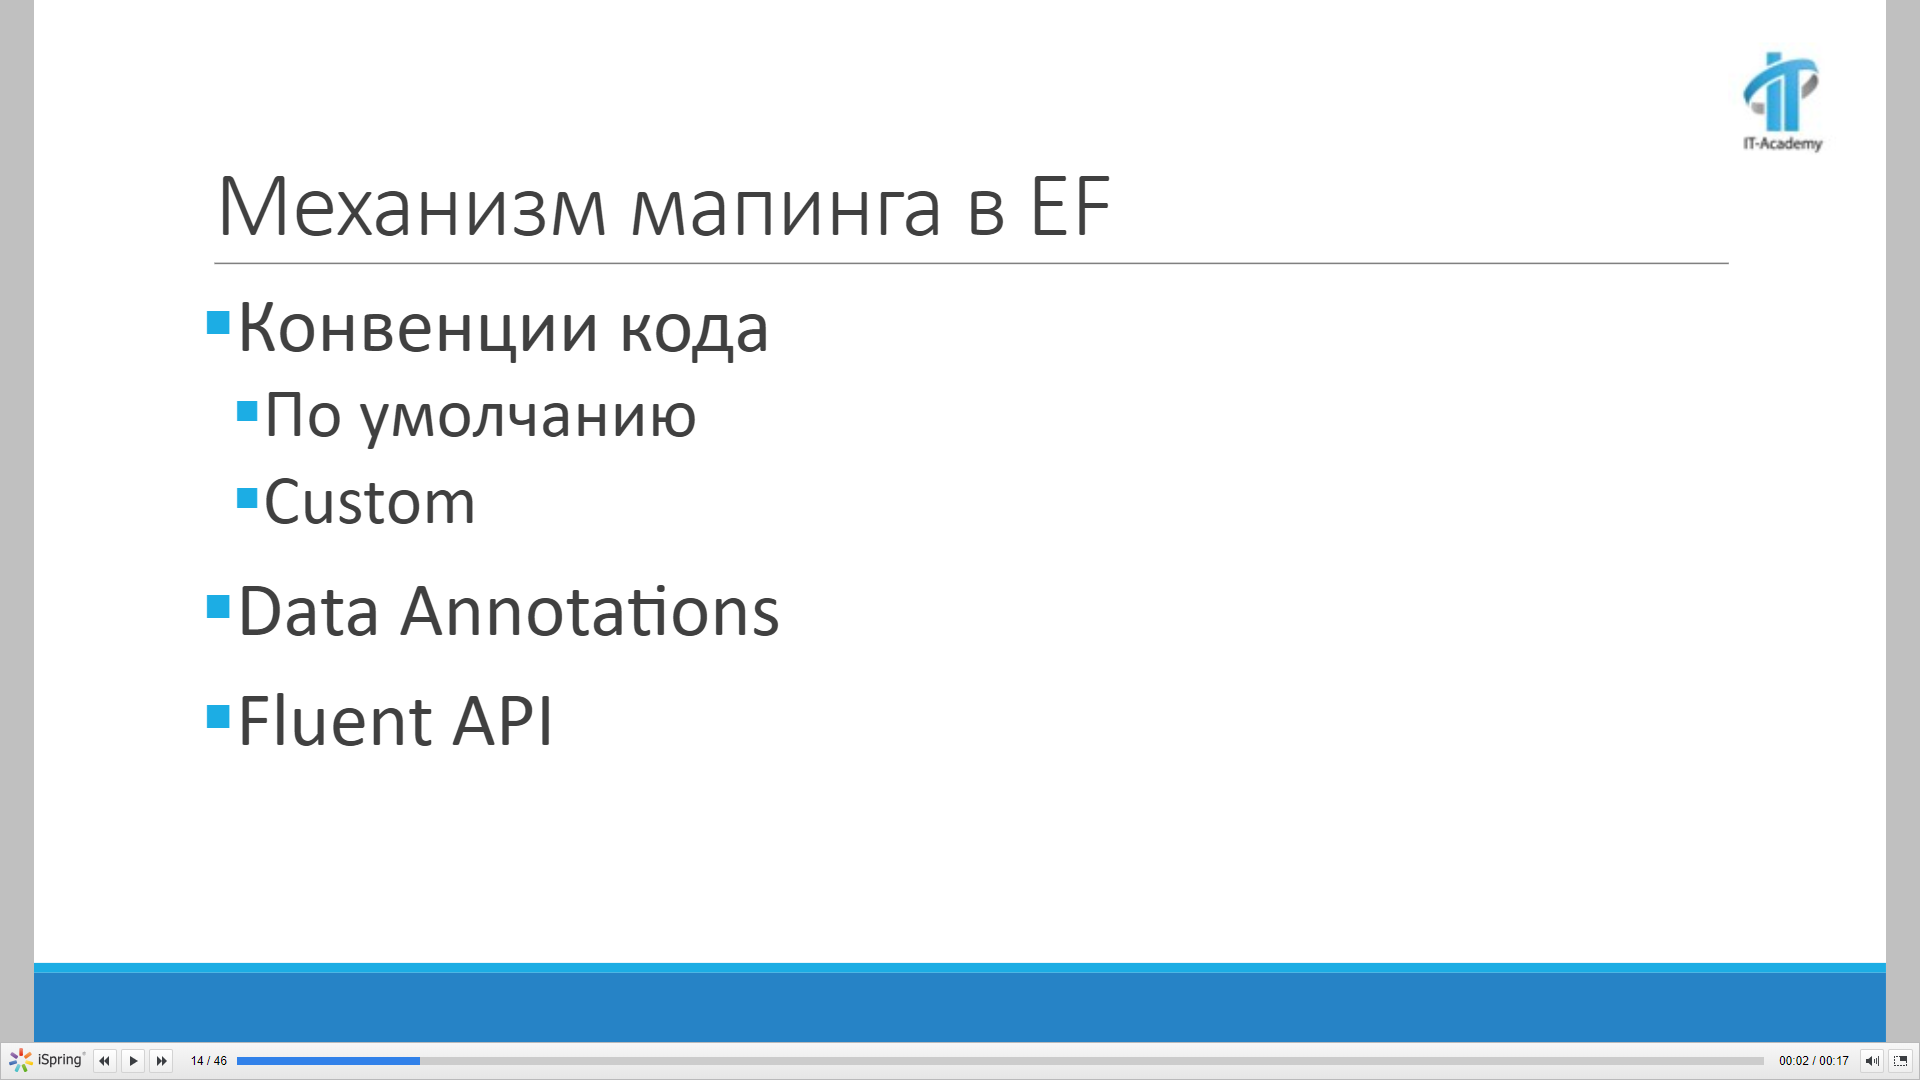 IT-Academy
Механизм мапинга в EF
Конвенции кода
По умолчанию
Custom
Data Annotations
Fluent API
iSpring
14 / 46
00:02 / 00:17